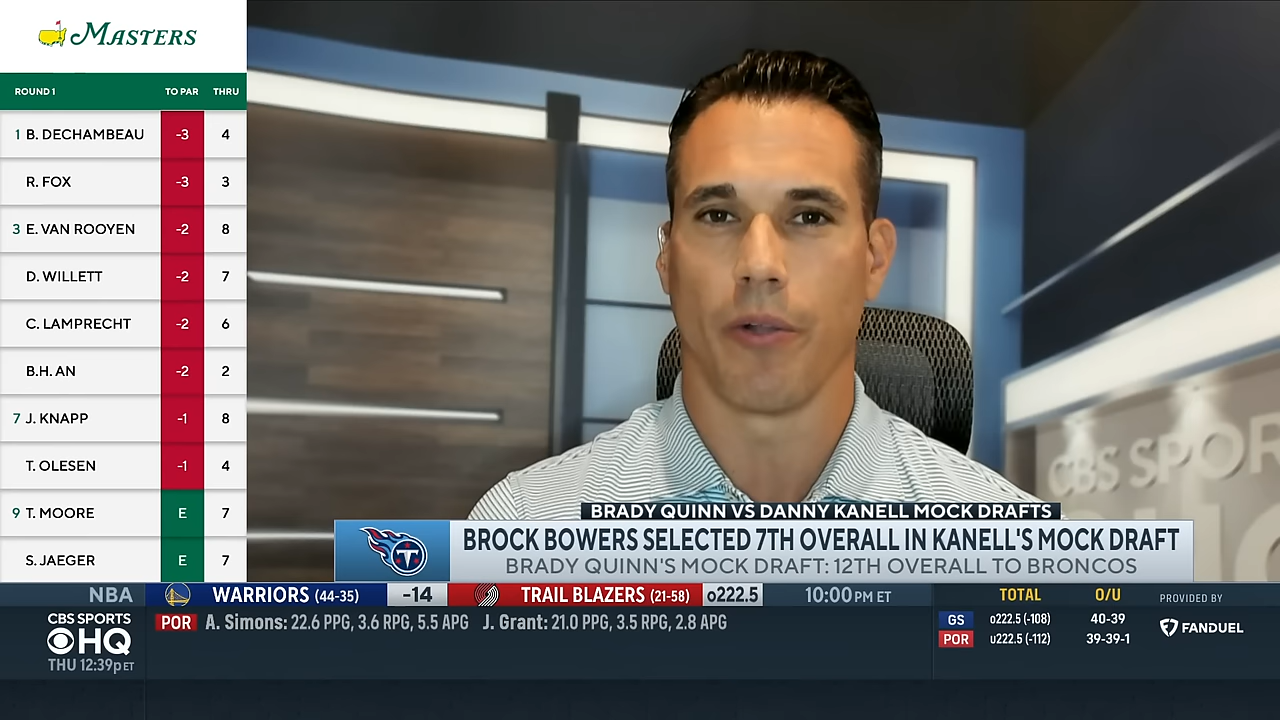 MASTERS
ROUND 1 TO PAR THRU
1 B. DECHAMBEAU -3 4
R. FOX -3 3
3 E. VAN ROOYEN -2 8
D. WILLETT -2 7
C. LAMPRECHT -2 6
B.H. AN -2 2
7 J. KNAPP -1 8
T. OLESEN -1 4
9 T. MOORE E 7
S. JAEGER E 7
CBS SPOR
BRADY QUINN VS DANNY KANELL MOCK DRAFTS
T
BROCK BOWERS SELECTED 7TH OVERALL IN KANELL'S MOCK DRAFT
BRADY QUINN'S MOCK DRAFT: 12TH OVERALL TO BRONCOS
NBA WARRIORS (44-35) -14 TRAIL BLAZERS (21-58) o222.5 10:00PM ET
POR A. Simons: 22.6 PPG, 3.6 RPG, 5.5 APG J. Grant: 21.0 PPG, 3.5 RPG, 2.8 APG
TOTAL O/U
GS o222.5 (-108) 40-39
POR u222.5 (-112) 39-39-1
PROVIDED BY
FANDUEL
CBS SPORTS
HQ
THU 12:39P ET